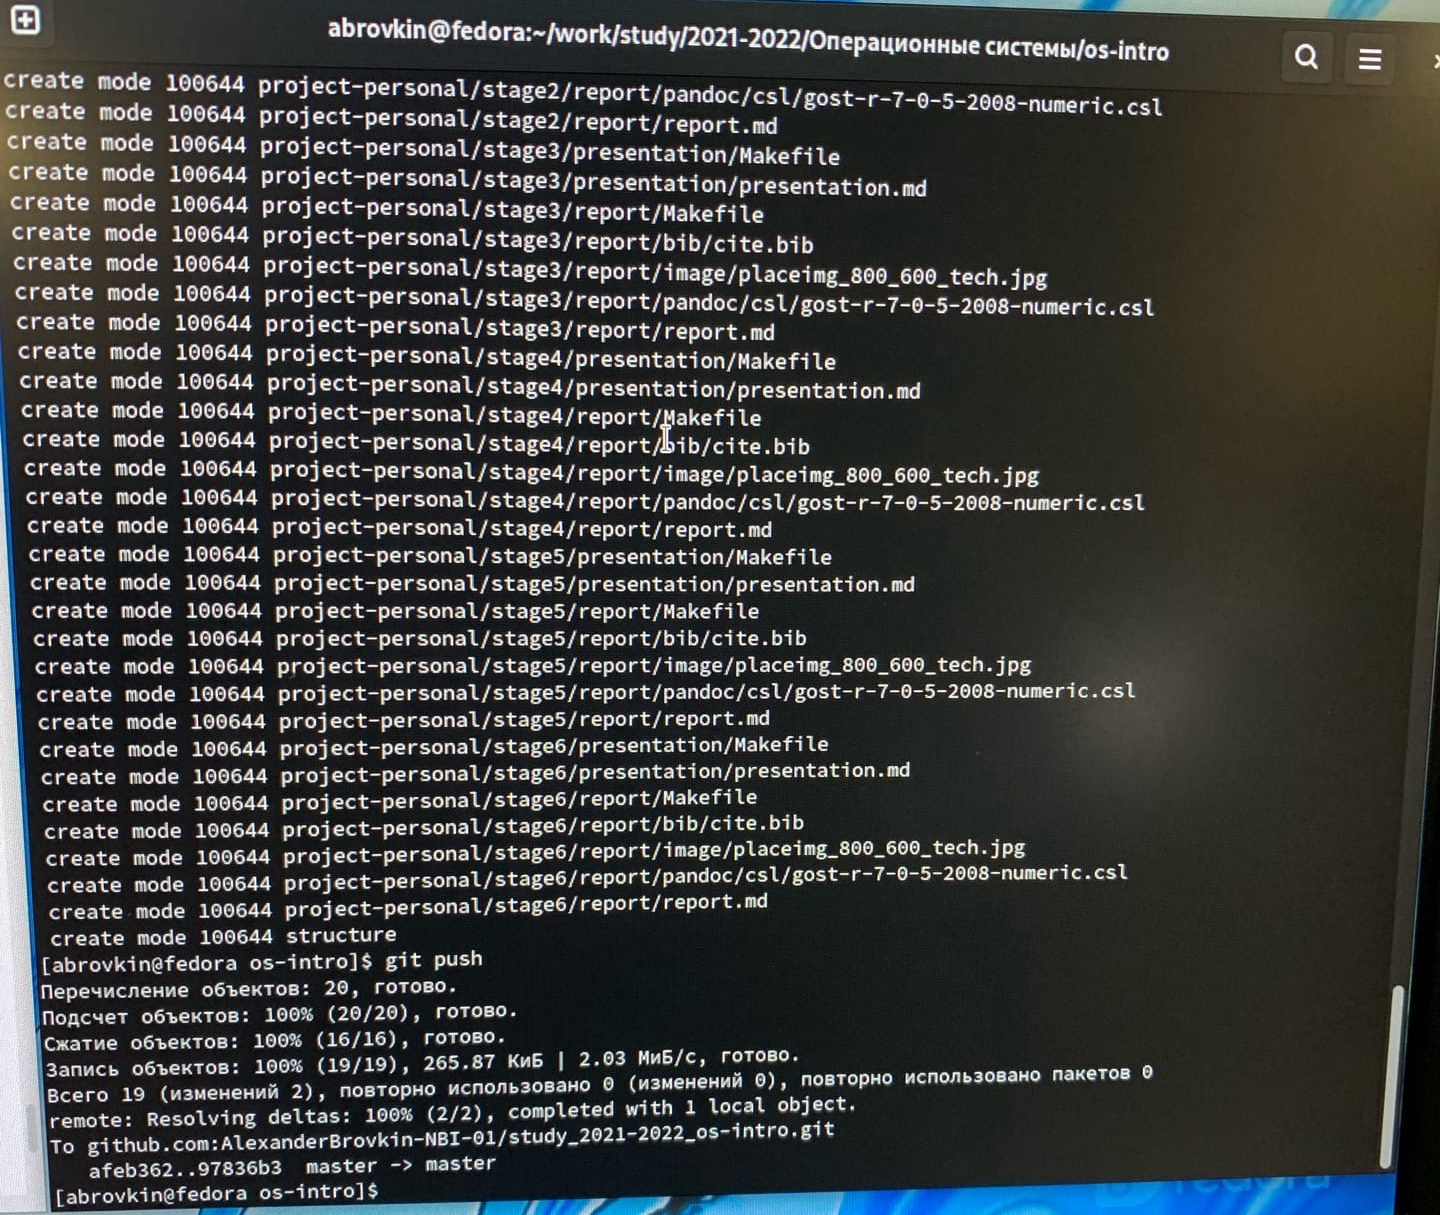 abrovkin@fedora:~/work/study/2021-2022/Операционные системы/os-intro
create mode 100644 project-personal/stage2/report/pandoc/csl/gost-r-7-0-5-2008-numeric.csl
create mode 100644 project-personal/stage2/report/report.md
create mode 100644 project-personal/stage3/presentation/Makefile
create mode 100644 project-personal/stage3/presentation/presentation.md
create mode 100644 project-personal/stage3/report/Makefile
create mode 100644 project-personal/stage3/report/bib/cite.bib
create mode 100644 project-personal/stage3/report/image/placeimg_800_600_tech.jpg
create mode 100644 project-personal/stage3/report/pandoc/csl/gost-r-7-0-5-2008-numeric.csl
create mode 100644 project-personal/stage3/report/report.md
create mode 100644 project-personal/stage4/presentation/Makefile
create mode 100644 project-personal/stage4/presentation/presentation.md
create mode 100644 project-personal/stage4/report/Makefile
create mode 100644 project-personal/stage4/report/bib/cite.bib
create mode 100644 project-personal/stage4/report/image/placeimg_800_600_tech.jpg
create mode 100644 project-personal/stage4/report/pandoc/csl/gost-r-7-0-5-2008-numeric.csl
create mode 100644 project-personal/stage4/report/report.md
create mode 100644 project-personal/stage5/presentation/Makefile
create mode 100644 project-personal/stage5/presentation/presentation.md
create mode 100644 project-personal/stage5/report/Makefile
create mode 100644 project-personal/stage5/report/bib/cite.bib
create mode 100644 project-personal/stage5/report/image/placeimg_800_600_tech.jpg
create mode 100644 project-personal/stage5/report/pandoc/csl/gost-r-7-0-5-2008-numeric.csl
create mode 100644 project-personal/stage5/report/report.md
create mode 100644 project-personal/stage6/presentation/Makefile
create mode 100644 project-personal/stage6/presentation/presentation.md
create mode 100644 project-personal/stage6/report/Makefile
create mode 100644 project-personal/stage6/report/bib/cite.bib
create mode 100644 project-personal/stage6/report/image/placeimg_800_600_tech.jpg
create mode 100644 project-personal/stage6/report/pandoc/csl/gost-r-7-0-5-2008-numeric.csl
create mode 100644 project-personal/stage6/report/report.md
create mode 100644 structure
[abrovkin@fedora os-intro]$ git push
Перечисление объектов: 20, готово.
Подсчет объектов: 100% (20/20), готово.
Сжатие объектов: 100% (16/16), готово.
Запись объектов: 100% (19/19), 265.87 КиБ | 2.03 МиБ/с, готово.
Всего 19 (изменений 2), повторно использовано 0 (изменений 0), повторно использовано пакетов 0
remote: Resolving deltas: 100% (2/2), completed with 1 local object.
To github.com:AlexanderBrovkin-NBI-01/study_2021-2022_os-intro.git
afeb362..97836b3  master -> master
[abrovkin@fedora os-intro]$
fedora